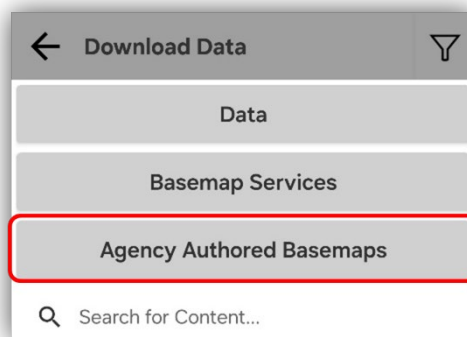 Download Data
Data
Basemap Services
Agency Authored Basemaps
Search for Content...